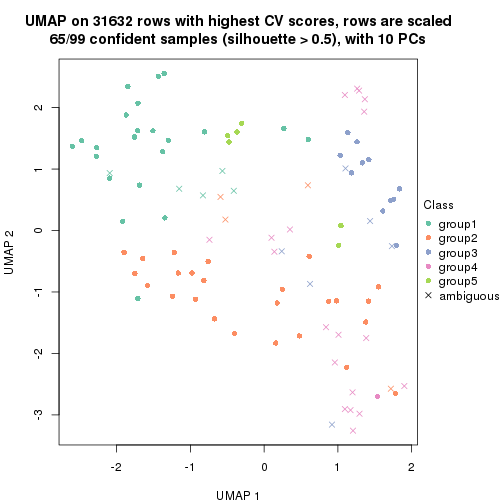 UMAP on 31632 rows with highest CV scores, rows are scaled
65/99 confident samples (silhouette > 0.5), with 10 PCs
UMAP 2
2
1
0
-1
-2
-3
-2
-1
0
1
2
UMAP 1
Class
group1
group2
group3
group4
group5
ambiguous